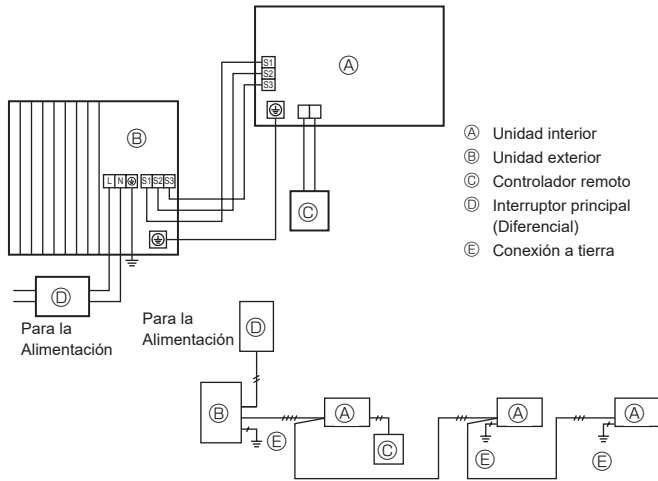 S1
S2
S3
Ⓐ
Ⓑ
L N S1 S2 S3
Ⓒ
Ⓓ
Para la
Alimentación
Ⓐ Unidad interior
Ⓑ Unidad exterior
Ⓒ Controlador remoto
Ⓓ Interruptor principal
(Diferencial)
Ⓔ Conexión a tierra
Para la
Alimentación
Ⓓ
Ⓑ
Ⓔ
Ⓐ
Ⓒ
Ⓐ
Ⓔ
Ⓐ
Ⓔ